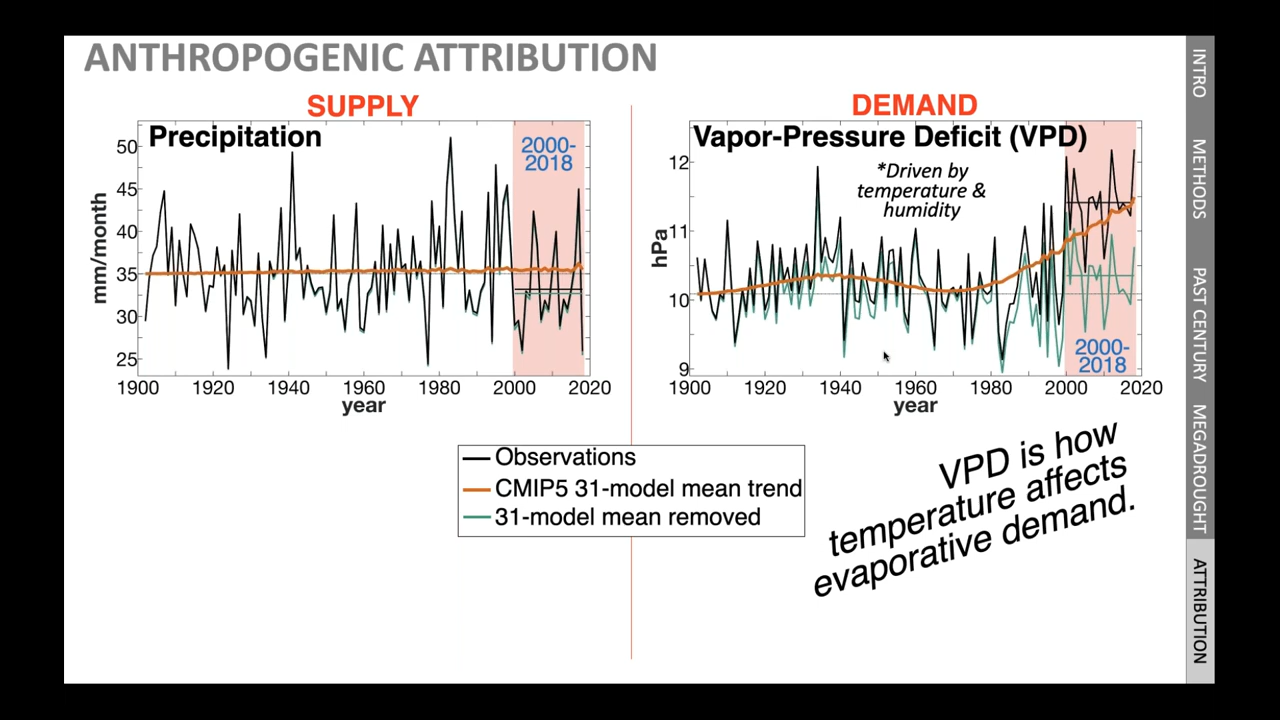 ANTHROPOGENIC ATTRIBUTION
SUPPLY
Precipitation
2000-
2018
50
45
40
35
30
25
mm/month
1900
1920
1940
1960
1980
2000
2020
year
DEMAND
Vapor-Pressure Deficit (VPD)
*Driven by
temperature &
humidity
12
11
10
9
hPa
2000-
2018
1900
1920
1940
1960
1980
2000
2020
year
Observations
CMIP5 31-model mean trend
31-model mean removed
VPD is how
temperature affects
evaporative demand.
INTRO
METHODS
PAST CENTURY
MEGADROUGHT
ATTRIBUTION